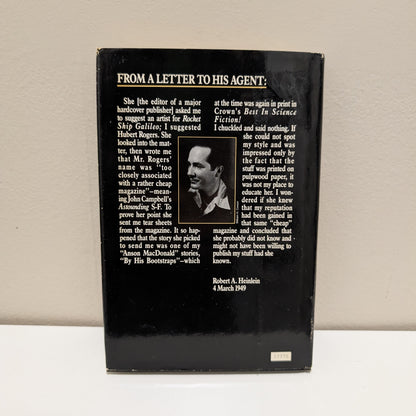 FROM A LETTER TO HIS AGENT:
She [the editor of a major
hardcover publisher] asked me
to suggest an artist for Rocket
Ship Galileo; I suggested
Hubert Rogers. She
looked into the mat-
ter, then wrote me
that Mr. Rogers'
name was "too
closely associated
with a rather cheap
magazine"—mean-
ing John Campbell's
Astounding S-F. To
prove her point she
sent me tear sheets
from the magazine. It so hap-
pened that the story she picked
to send me was one of my
"Anson MacDonald" stories,
"By His Bootstraps"—which
at the time was again in print in
Crown's Best In Science
Fiction!
I chuckled and said nothing. If
she could not spot
my style and was
impressed only by
the fact that the
stuff was printed on
pulpwood paper, it
was not my place to
educate her. I won-
dered if she knew
that my reputation
had been gained in
that same "cheap"
magazine and concluded that
she probably did not know and
might not have been willing to
publish my stuff had she
known.
Robert A. Heinlein
4 March 1949